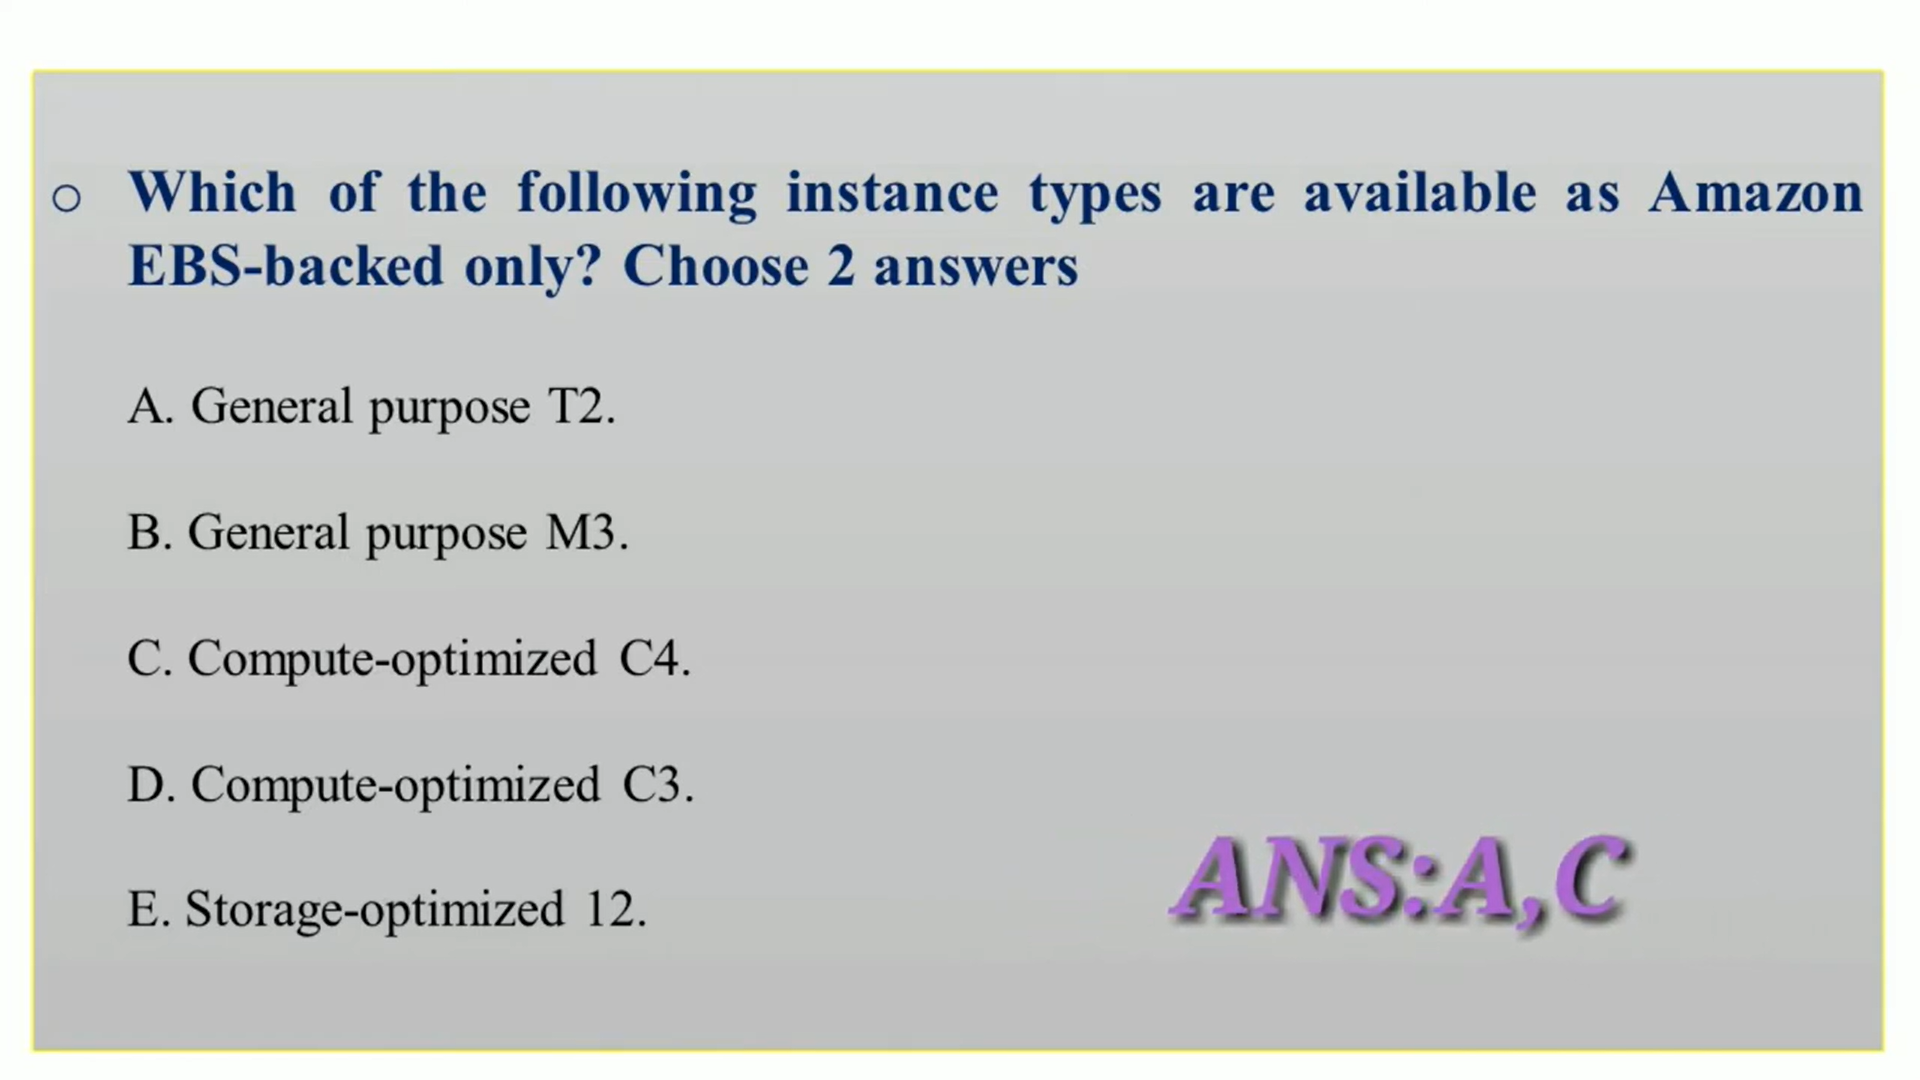 Which of the following instance types are available as Amazon
EBS-backed only? Choose 2 answers
A. General purpose T2.
B. General purpose M3.
C. Compute-optimized C4.
D. Compute-optimized C3.
E. Storage-optimized 12.
ANS:A,C